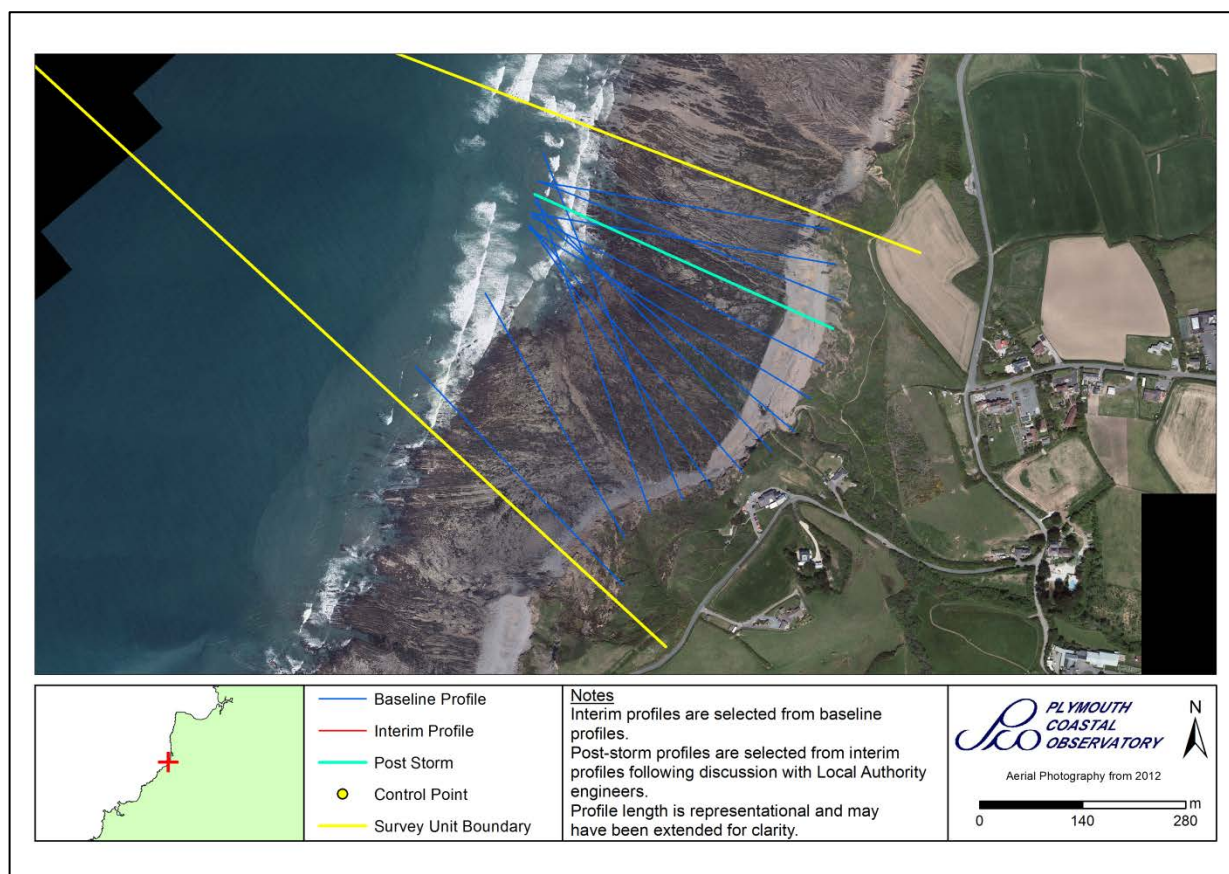 Baseline Profile
Interim Profile
Post Storm
Control Point
Survey Unit Boundary
Notes
Interim profiles are selected from baseline
profiles.
Post-storm profiles are selected from interim
profiles following discussion with Local Authority
engineers.
Profile length is representational and may
have been extended for clarity.
PLYMOUTH
COASTAL
OBSERVATORY
N
Aerial Photography from 2012
m
0 140 280